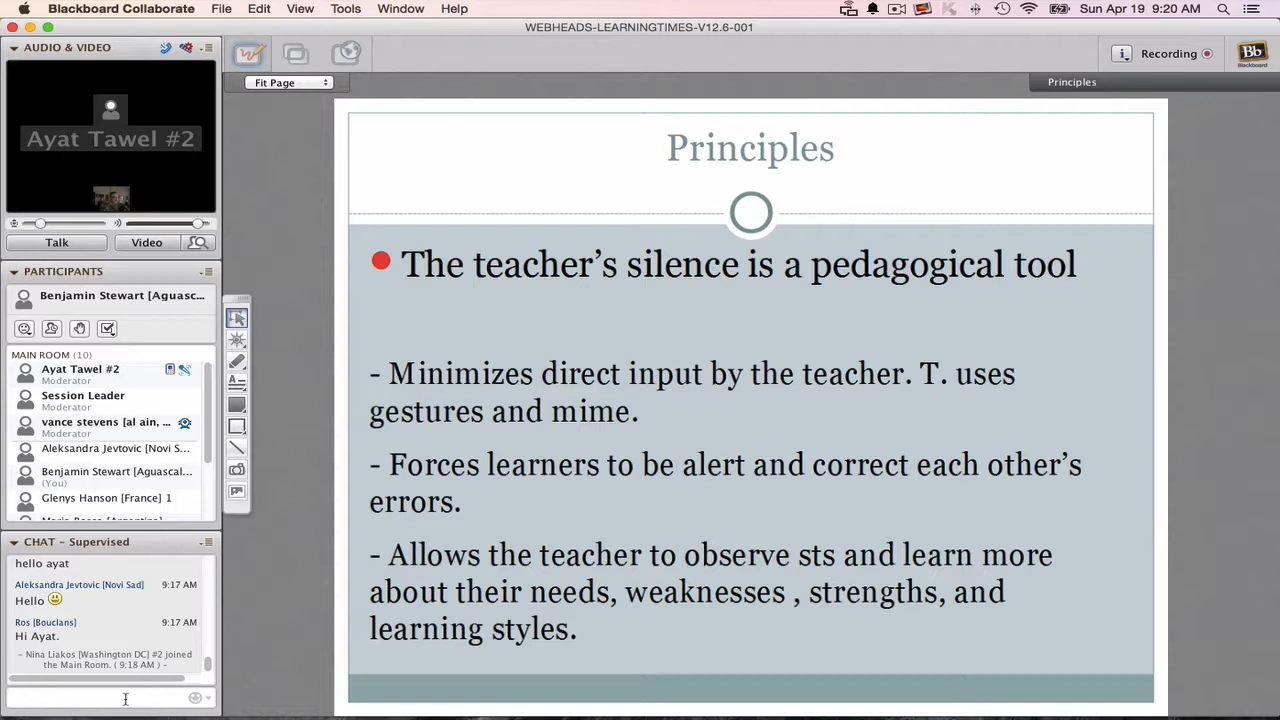 Blackboard Collaborate File Edit View Tools Window Help Sun Apr 19 9:20 AM
WEBHEADS-LEARNINGTIMES-V12.6-001
AUDIO & VIDEO
Ayat Tawel #2
Talk Video
PARTICIPANTS
Benjamin Stewart [Aguasc...
MAIN ROOM (10)
Ayat Tawel #2
Moderator
Session Leader
Moderator
vance stevens [al ain, ...
Moderator
Aleksandra Jevtovic [Novi S...
Benjamin Stewart [Aguascal...
(You)
Glenys Hanson [France] 1
CHAT – Supervised
hello ayat
Aleksandra Jevtovic [Novi Sad] 9:17 AM
Hello
Ros [Bouclans] 9:17 AM
Hi Ayat.
– Nina Liakos [Washington DC] #2 joined
the Main Room. ( 9:18 AM ) –
Fit Page
Recording
Bb
Blackboard
Principles
Principles
The teacher’s silence is a pedagogical tool
- Minimizes direct input by the teacher. T. uses
gestures and mime.
- Forces learners to be alert and correct each other’s
errors.
- Allows the teacher to observe sts and learn more
about their needs, weaknesses , strengths, and
learning styles.